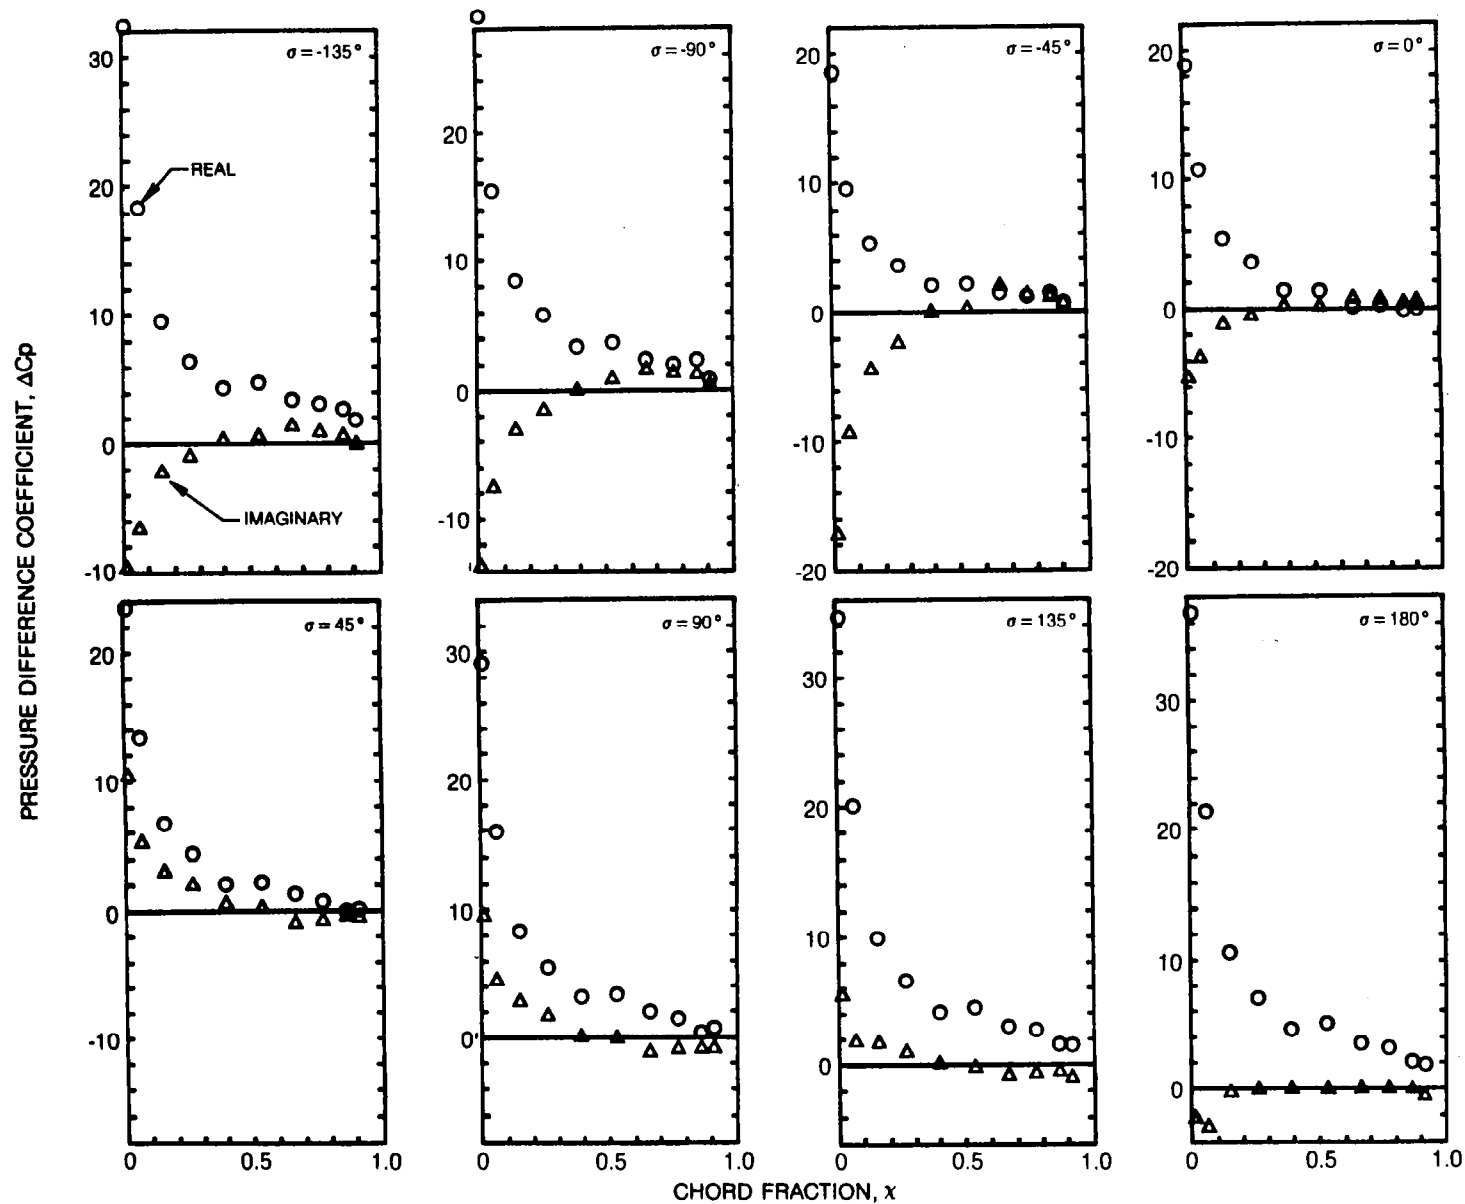 PRESSURE DIFFERENCE COEFFICIENT, ΔCp
σ = -135°
30
20
10
0
-10
REAL
IMAGINARY
σ = -90°
20
10
0
-10
σ = -45°
20
10
0
-10
-20
σ = 0°
20
10
0
-10
-20
σ = 45°
20
10
0
-10
0 0.5 1.0
σ = 90°
30
20
10
0
0 0.5 1.0
σ = 135°
30
20
10
0
0 0.5 1.0
σ = 180°
30
20
10
0
0 0.5 1.0
CHORD FRACTION, χ